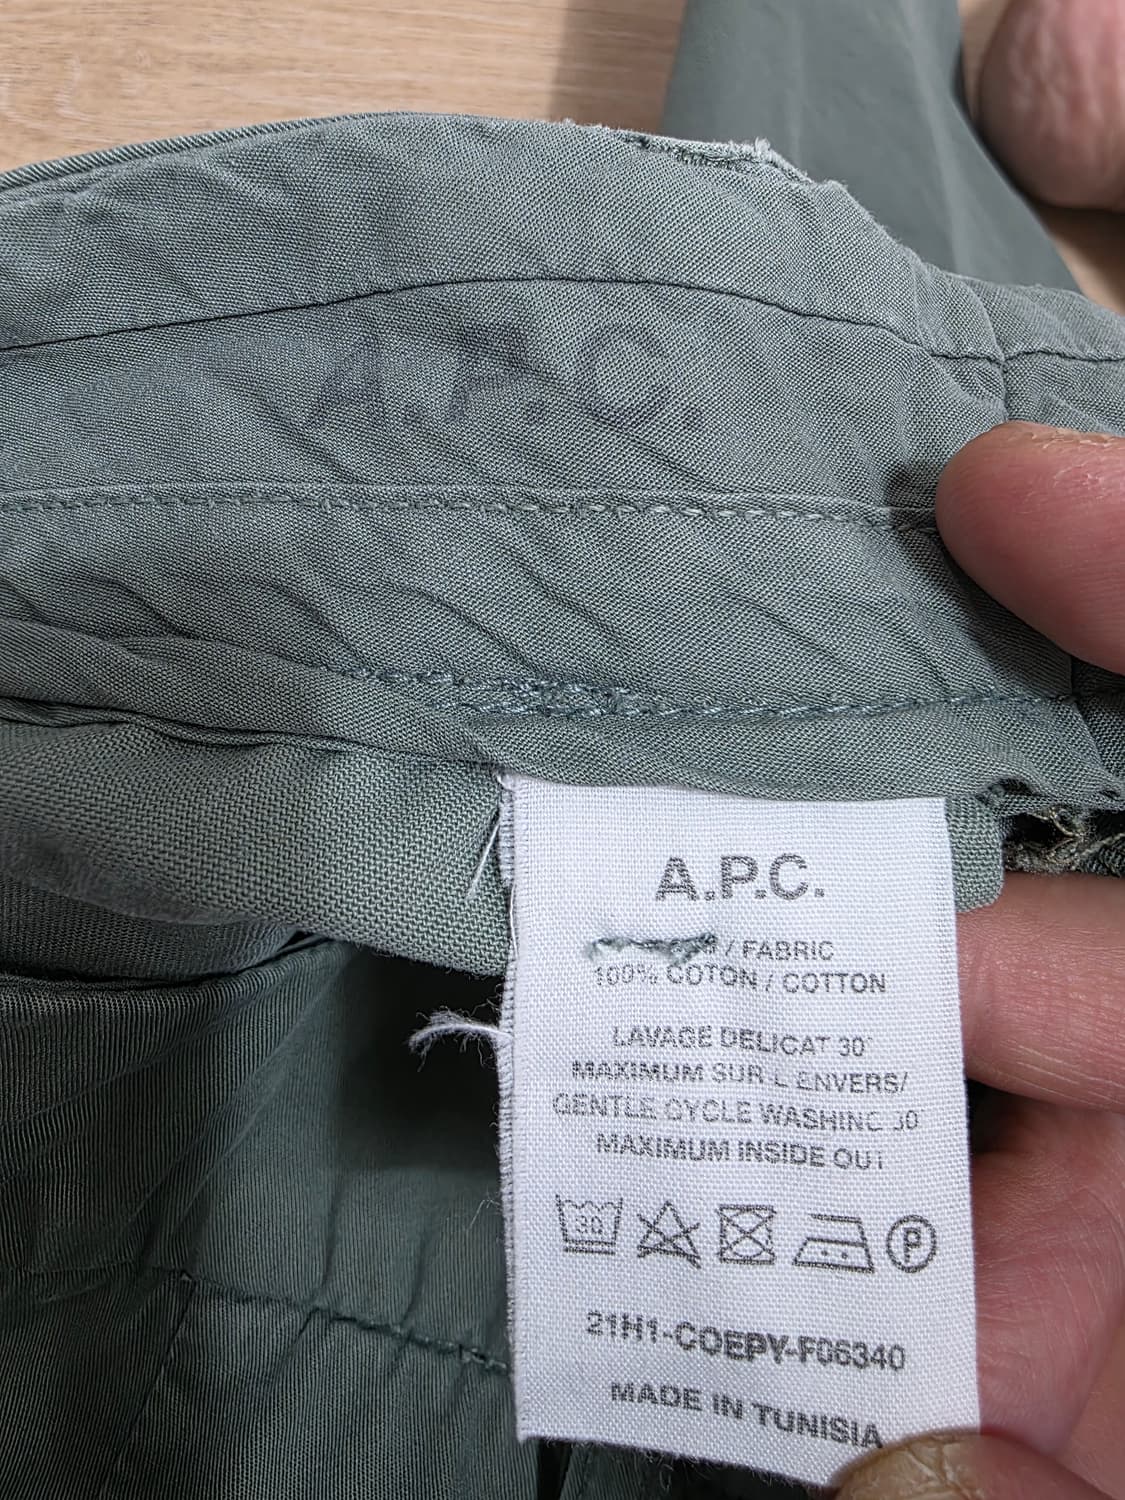 A.P.C.
A.P.C.
/ FABRIC
100% COTON / COTTON
LAVAGE DELICAT 30°
MAXIMUM SUR L ENVERS/
GENTLE CYCLE WASHING 30
MAXIMUM INSIDE OUT
30
P
21H1-COEPY-F06340
MADE IN TUNISIA